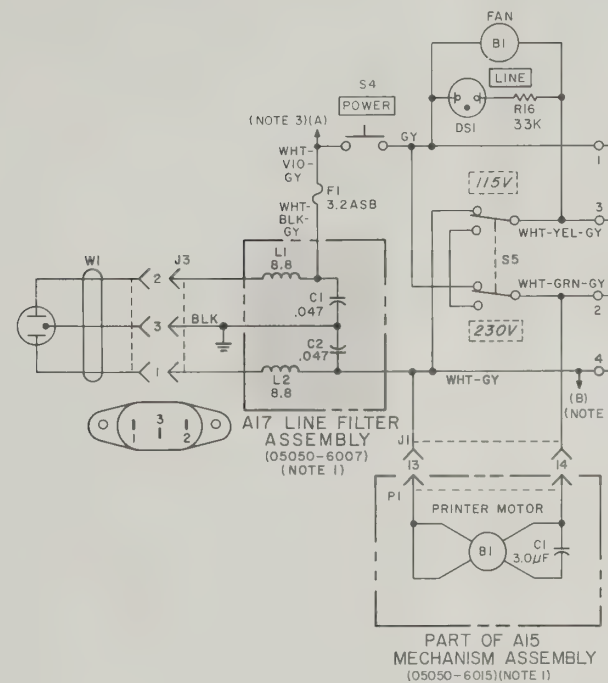 FAN
B1
S4
POWER
LINE
(NOTE 3)(A)
GY
DS1
R16
33K
1
WHT-
VIO-
GY
F1
3.2ASB
115V
3
WHT-
BLK-
GY
WHT-YEL-GY
S5
W1
J3
L1
8.8
WHT-GRN-GY
2
2
C1
.047
230V
3
BLK
C2
.047
1
L2
8.8
WHT-GY
4
(B)
(NOTE
3
1
2
A17 LINE FILTER
ASSEMBLY
(05050-6007)
(NOTE 1)
J1
13
14
P1
PRINTER MOTOR
B1
C1
3.0µF
PART OF A15
MECHANISM ASSEMBLY
(05050-6015)(NOTE 1)